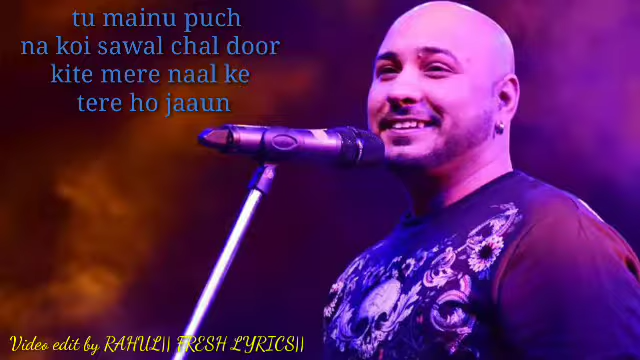 tu mainu puch
na koi sawal chal door
kite mere naal ke
tere ho jaaun
Video edit by RAHUL|| FRESH LYRICS||